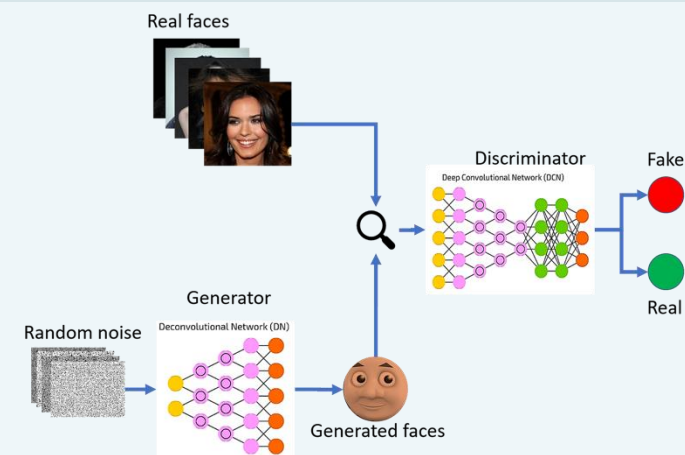 Real faces
Discriminator
Fake
Deep Convolutional Network (DCN)
Real
Generator
Deconvolutional Network (DN)
Random noise
Generated faces